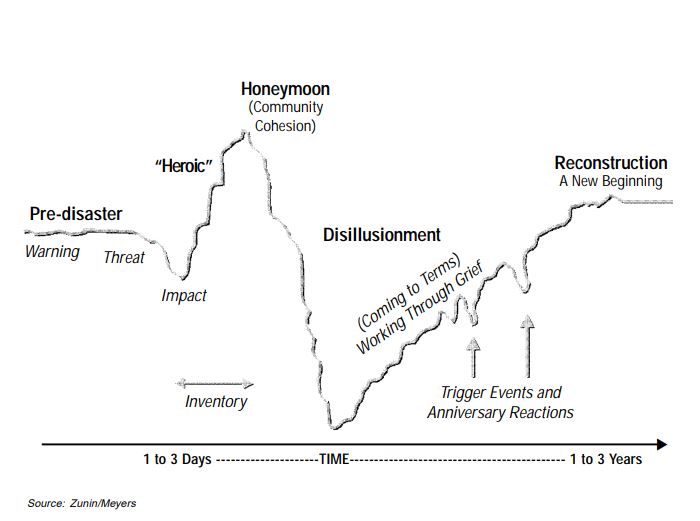 Honeymoon
(Community
Cohesion)
“Heroic”
Reconstruction
A New Beginning
Pre-disaster
Warning
Threat
Disillusionment
Impact
(Coming to Terms)
Working Through Grief
Inventory
Trigger Events and
Anniversary Reactions
1 to 3 Days --------------------TIME------------------------------------------ 1 to 3 Years
Source: Zunin/Meyers